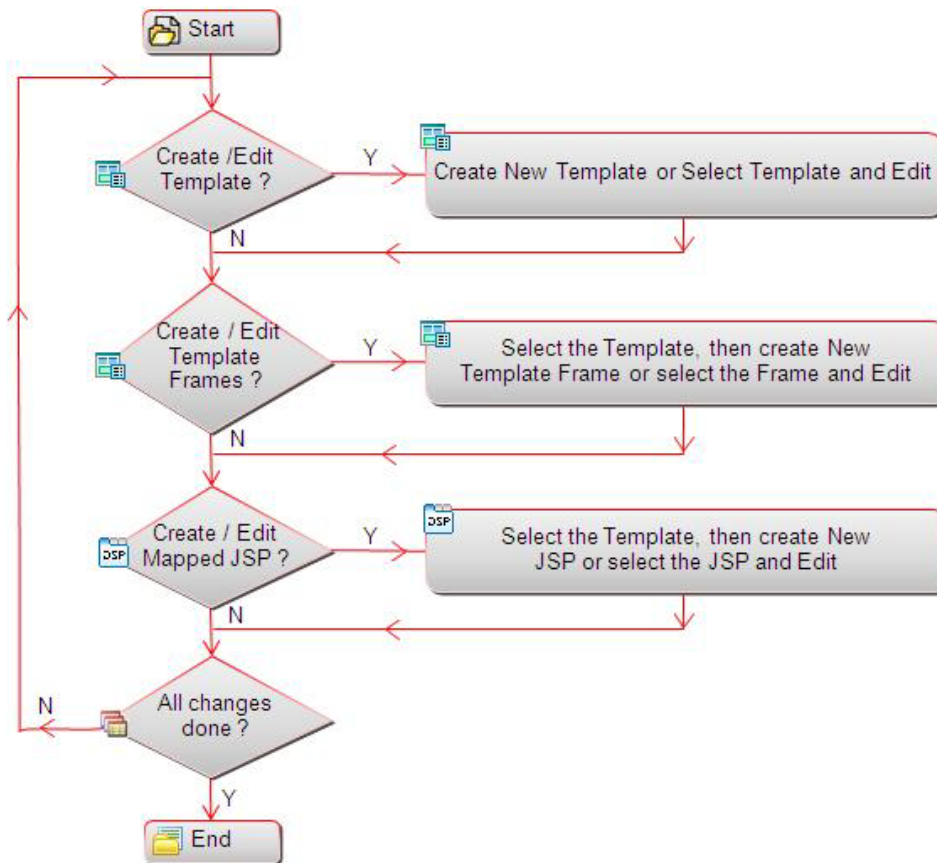 Start
Create /Edit
Template ?
Y
Create New Template or Select Template and Edit
N
Create / Edit
Template
Frames ?
Y
Select the Template, then create New
Template Frame or select the Frame and Edit
N
Create / Edit
Mapped JSP ?
JSP
Y
JSP
Select the Template, then create New
JSP or select the JSP and Edit
N
All changes
done ?
N
Y
End